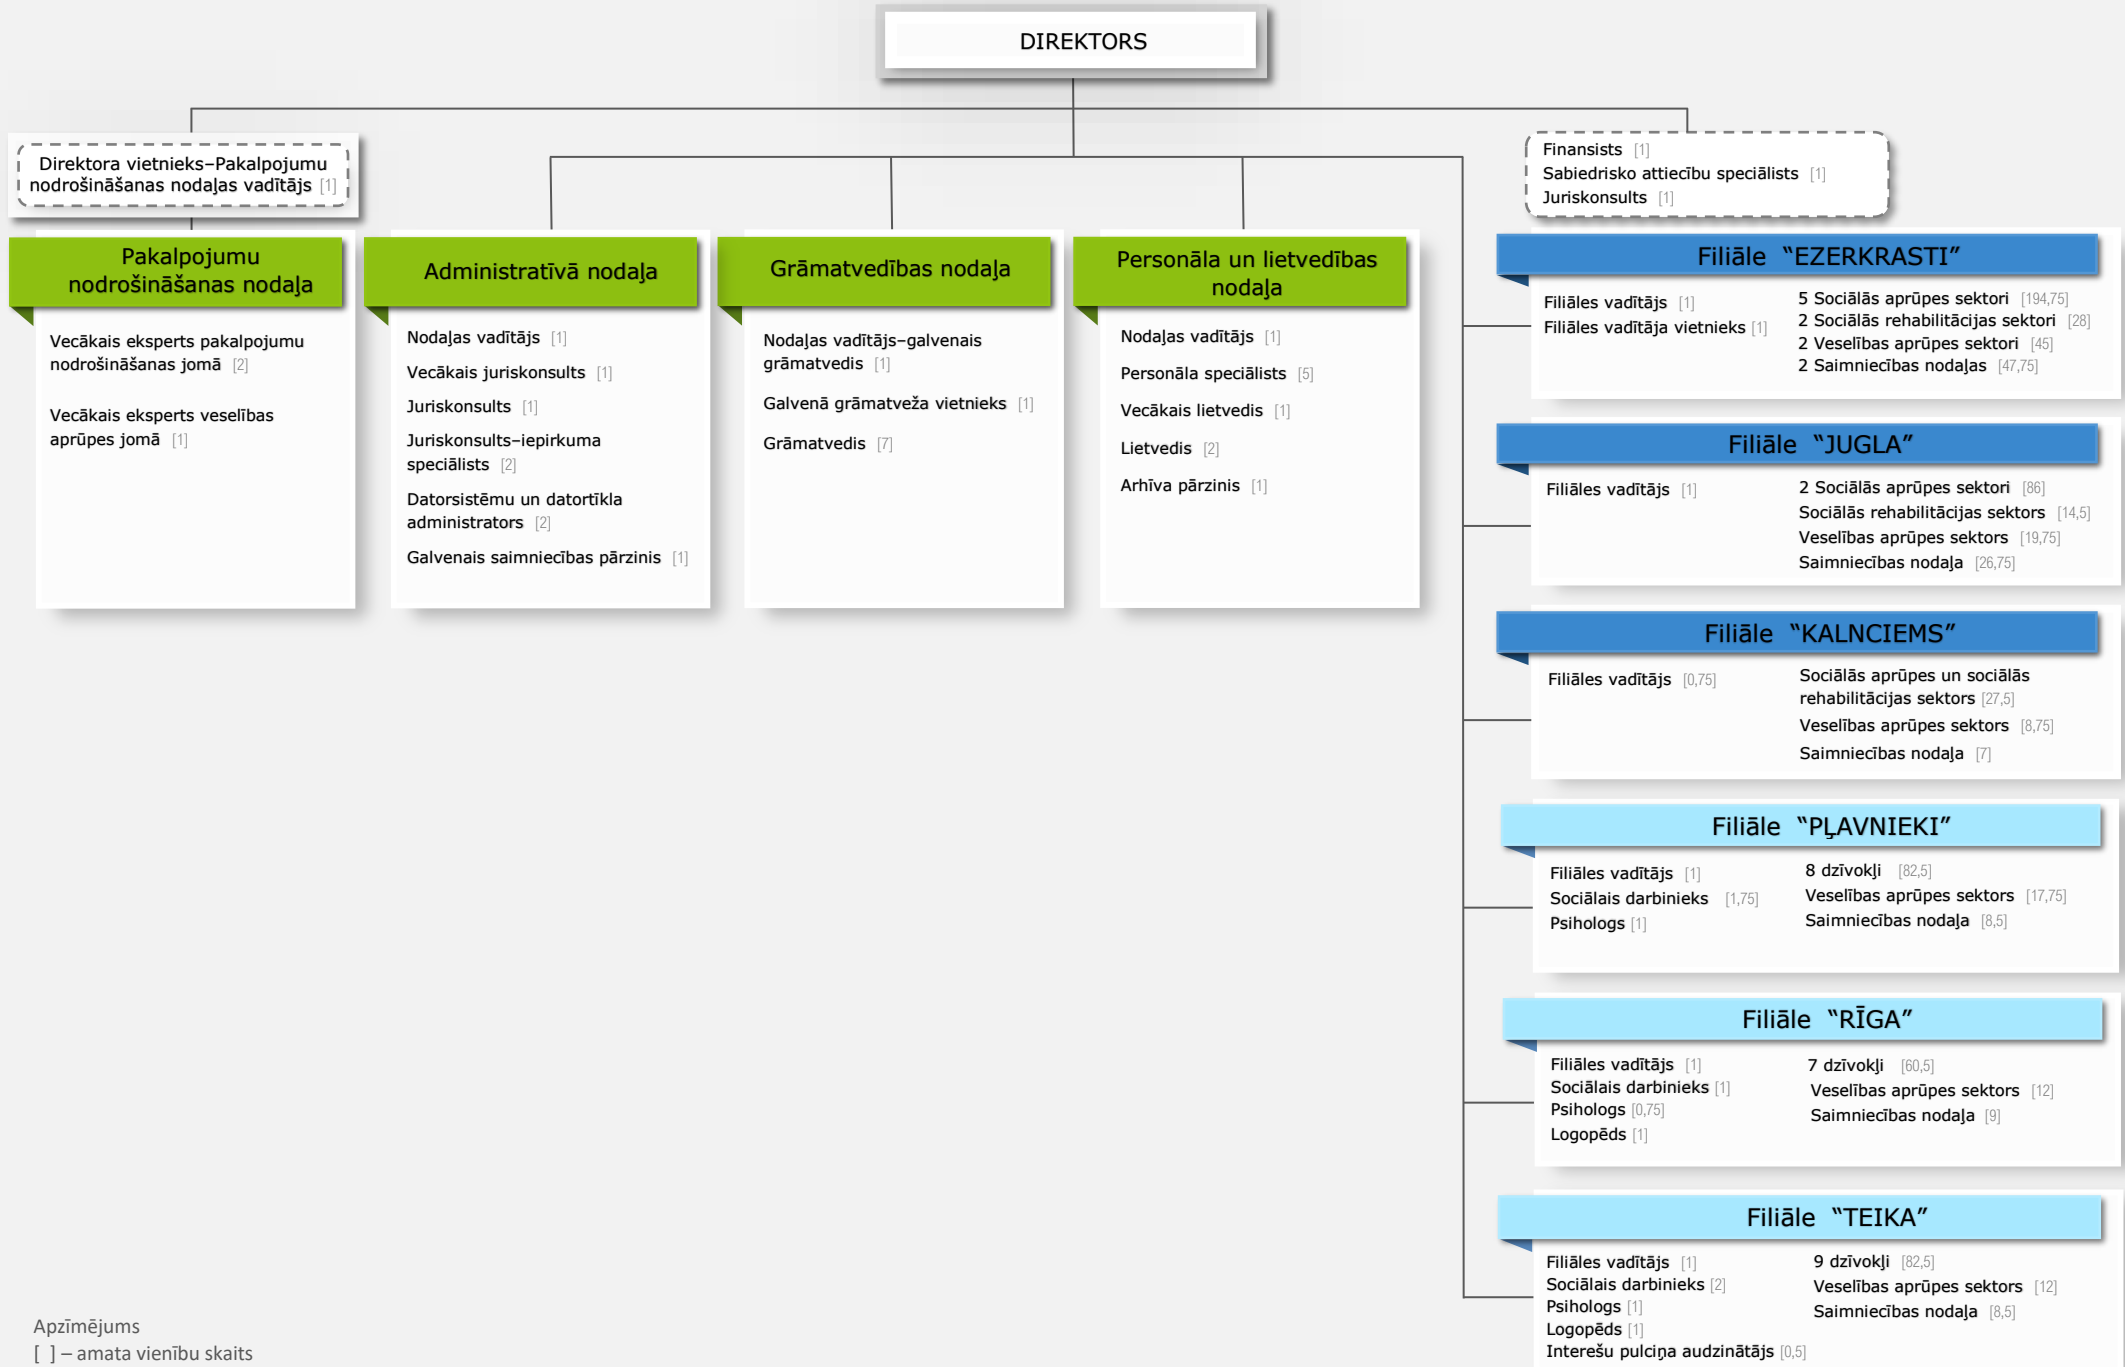 DIREKTORS
Direktora vietnieks–Pakalpojumu
nodrošināšanas nodaļas vadītājs [1]
Finansists [1]
Sabiedrisko attiecību speciālists [1]
Juriskonsults [1]
Pakalpojumu
nodrošināšanas nodaļa
Vecākais eksperts pakalpojumu
nodrošināšanas jomā [2]
Vecākais eksperts veselības
aprūpes jomā [1]
Administratīvā nodaļa
Nodaļas vadītājs [1]
Vecākais juriskonsults [1]
Juriskonsults [1]
Juriskonsults–iepirkuma
speciālists [2]
Datorsistēmu un datortīkla
administrators [2]
Galvenais saimniecības pārzinis [1]
Grāmatvedības nodaļa
Nodaļas vadītājs–galvenais
grāmatvedis [1]
Galvenā grāmatveža vietnieks [1]
Grāmatvedis [7]
Personāla un lietvedības
nodaļa
Nodaļas vadītājs [1]
Personāla speciālists [5]
Vecākais lietvedis [1]
Lietvedis [2]
Arhīva pārzinis [1]
Filiāle “EZERKRASTI”
Filiāles vadītājs [1]
Filiāles vadītāja vietnieks [1]
5 Sociālās aprūpes sektori [194,75]
2 Sociālās rehabilitācijas sektori [28]
2 Veselības aprūpes sektori [45]
2 Saimniecības nodaļas [47,75]
Filiāle “JUGLA”
Filiāles vadītājs [1]
2 Sociālās aprūpes sektori [86]
Sociālās rehabilitācijas sektors [14,5]
Veselības aprūpes sektors [19,75]
Saimniecības nodaļa [26,75]
Filiāle “KALNCIEMS”
Filiāles vadītājs [0,75]
Sociālās aprūpes un sociālās
rehabilitācijas sektors [27,5]
Veselības aprūpes sektors [8,75]
Saimniecības nodaļa [7]
Filiāle “PĻAVNIEKI”
Filiāles vadītājs [1]
Sociālais darbinieks [1,75]
Psihologs [1]
8 dzīvokļi [82,5]
Veselības aprūpes sektors [17,75]
Saimniecības nodaļa [8,5]
Filiāle “RĪGA”
Filiāles vadītājs [1]
Sociālais darbinieks [1]
Psihologs [0,75]
Logopēds [1]
7 dzīvokļi [60,5]
Veselības aprūpes sektors [12]
Saimniecības nodaļa [9]
Filiāle “TEIKA”
Filiāles vadītājs [1]
Sociālais darbinieks [2]
Psihologs [1]
Logopēds [1]
Interešu pulciņa audzinātājs [0,5]
9 dzīvokļi [82,5]
Veselības aprūpes sektors [12]
Saimniecības nodaļa [8,5]
Apzīmējums
[ ] – amata vienību skaits